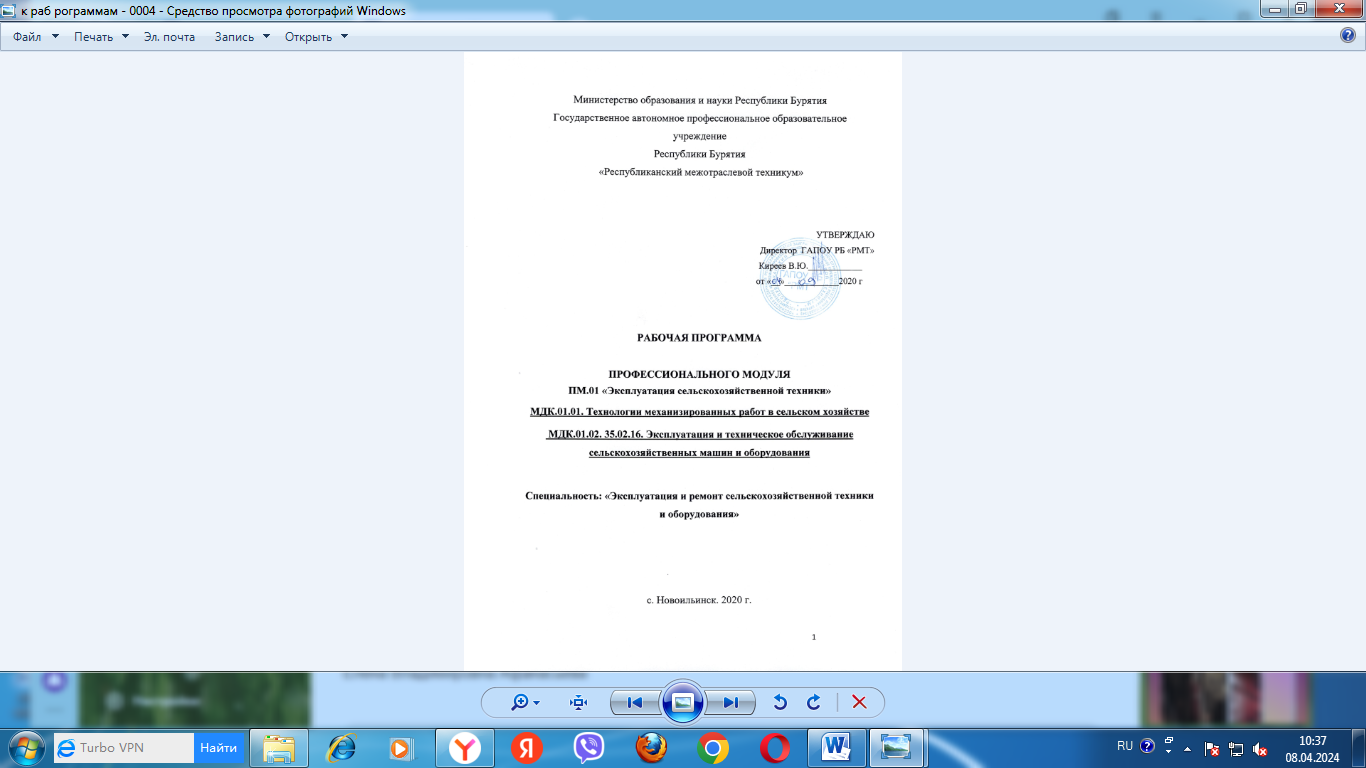 к раб рограммам - 0004 - Средство просмотра фотографий Windows
Файл Печать Эл. почта Запись Открыть
Министерство образования и науки Республики Бурятия
Государственное автономное профессиональное образовательное
учреждение
Республики Бурятия
«Республиканский межотраслевой техникум»
УТВЕРЖДАЮ
Директор ГАПОУ РБ «РМТ»
Киреев В.Ю.
от « » 09 2020 г
РАБОЧАЯ ПРОГРАММА
ПРОФЕССИОНАЛЬНОГО МОДУЛЯ
ПМ.01 «Эксплуатация сельскохозяйственной техники»
МДК.01.01. Технологии механизированных работ в сельском хозяйстве
МДК.01.02. 35.02.16. Эксплуатация и техническое обслуживание
сельскохозяйственных машин и оборудования
Специальность: «Эксплуатация и ремонт сельскохозяйственной техники
и оборудования»
с. Новоильинск. 2020 г.
1
Turbo VPN Найти
RU 10:37
08.04.2024